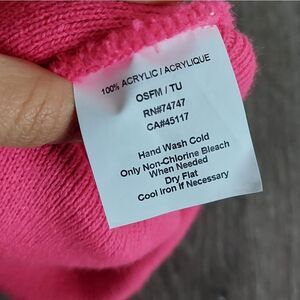 100% ACRYLIC / ACRYLIQUE
OSFM / TU
RN#74747
CA#45117
Hand Wash Cold
Only Non-Chlorine Bleach
When Needed
Dry Flat
Cool Iron If Necessary